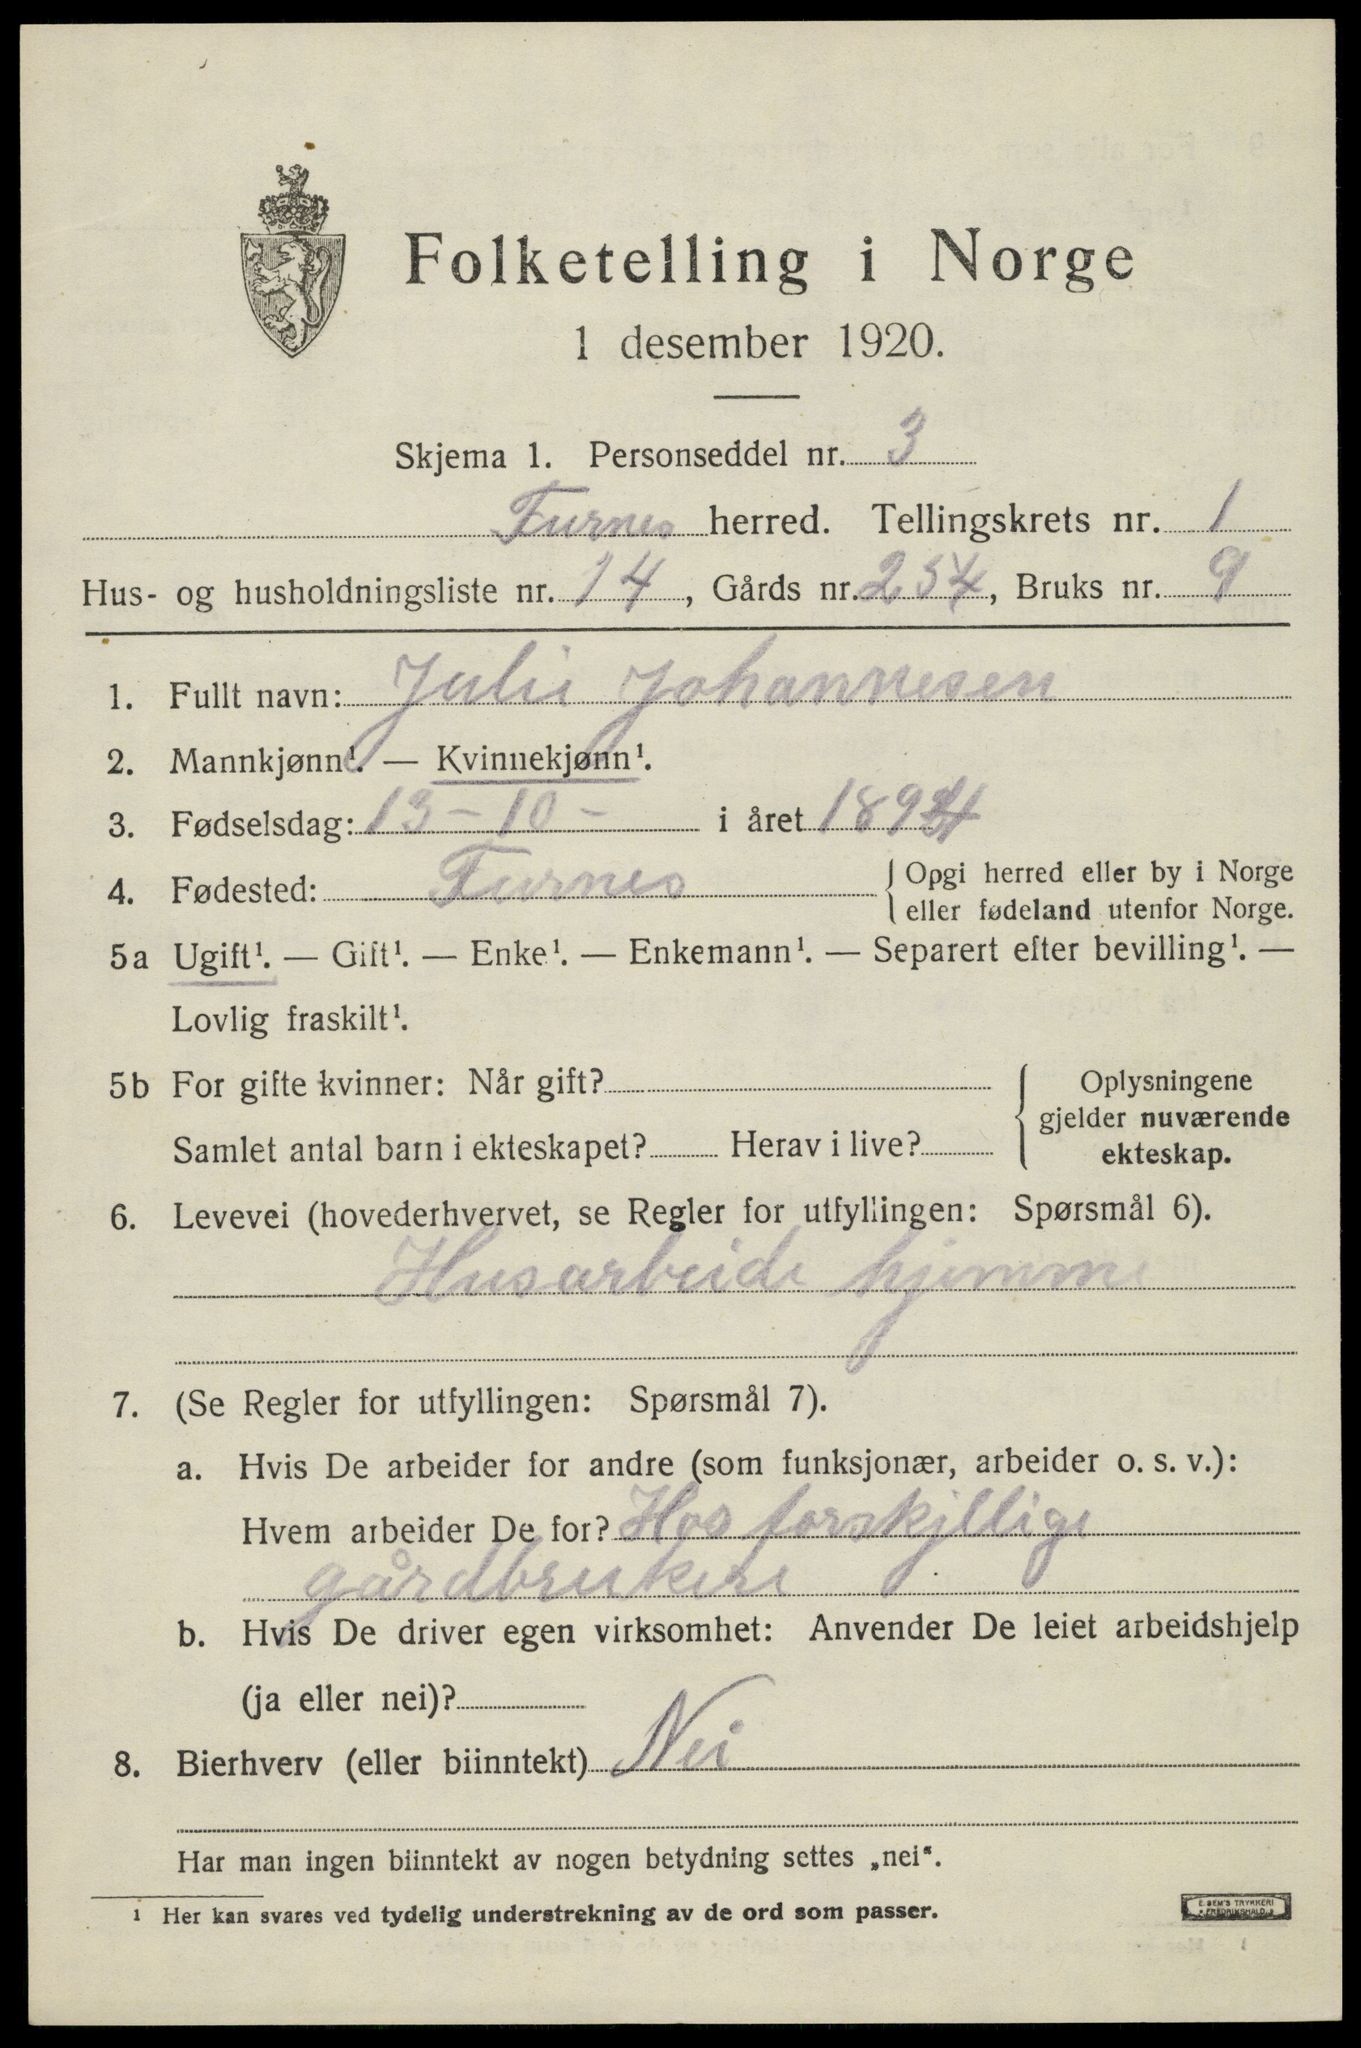 Folketelling i Norge
1 desember 1920.
Skjema 1. Personseddel nr. 3
Furnes herred. Tellingskrets nr. 1
Hus- og husholdningsliste nr. 14, Gårds nr. 254, Bruks nr. 9
1. Fullt navn: Julie Johannesen
2. Mannkjønn¹. — Kvinnekjønn¹.
3. Fødselsdag: 13 – 10 – i året 1894
4. Fødested: Furnes { Opgi herred eller by i Norge
eller fødeland utenfor Norge.
5a Ugift¹. — Gift¹. — Enke¹. — Enkemann¹. — Separert efter bevilling¹. —
Lovlig fraskilt¹.
5b For gifte kvinner: Når gift? { Oplysningene
gjelder nuværende
Samlet antal barn i ekteskapet? Herav i live? ekteskap.
6. Levevei (hovederhvervet, se Regler for utfyllingen: Spørsmål 6).
Husarbeide hjemme
7. (Se Regler for utfyllingen: Spørsmål 7).
a. Hvis De arbeider for andre (som funksjonær, arbeider o. s. v.):
Hvem arbeider De for? Hos forskjellige
gårdbrukere
b. Hvis De driver egen virksomhet: Anvender De leiet arbeidshjelp
(ja eller nei)?
8. Bierhverv (eller biinntekt) Nei
Har man ingen biinntekt av nogen betydning settes „nei“.
¹ Her kan svares ved tydelig understrekning av de ord som passer.
E. SEM'S TRYKKERI
FREDRIKSHALD